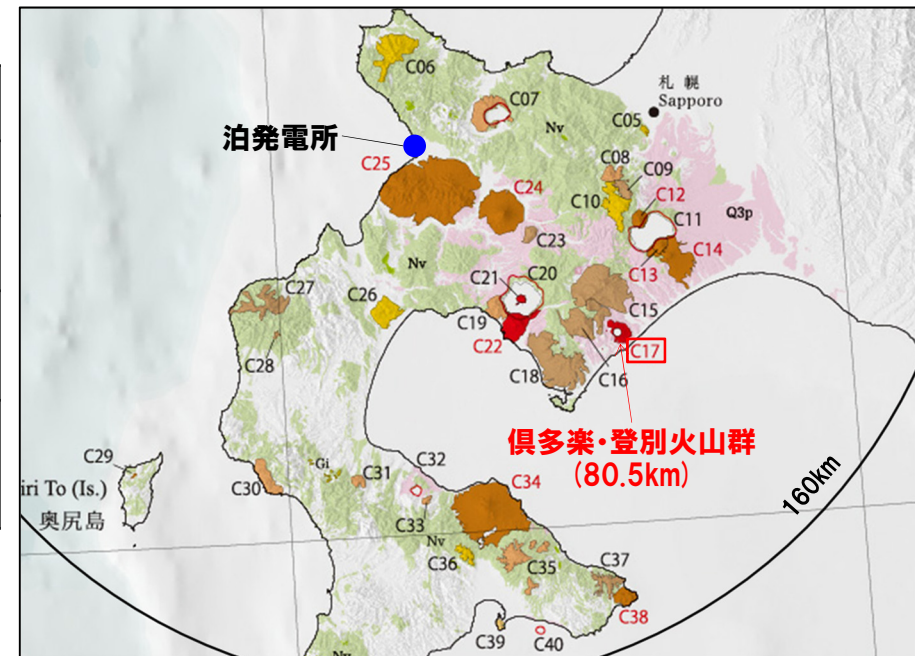 C06
C07
札 幌
Sapporo
C05
Nv
泊発電所
C25
C24
C08
C09
C10
C12
C11
Q3p
C23
C13
C14
Nv
C21
C20
C27
C26
C15
C19
C22
C17
C28
C18
C16
倶多楽・登別火山群
(80.5km)
C29
iri To (Is.)
奥尻島
C30
Gi
C31
C32
C34
160km
C33
Nv
C36
C35
C37
C38
C39
C40
Nv